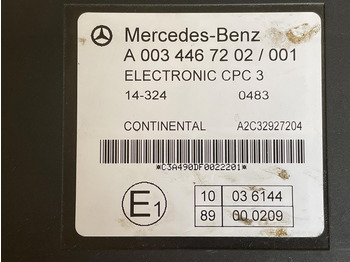 Mercedes-Benz
A 003 446 72 02 / 001
ELECTRONIC CPC 3
14-324 0483
CONTINENTAL A2C32927204
*C3A490DF0022201*
E1
10 03 6144
89 00 0209